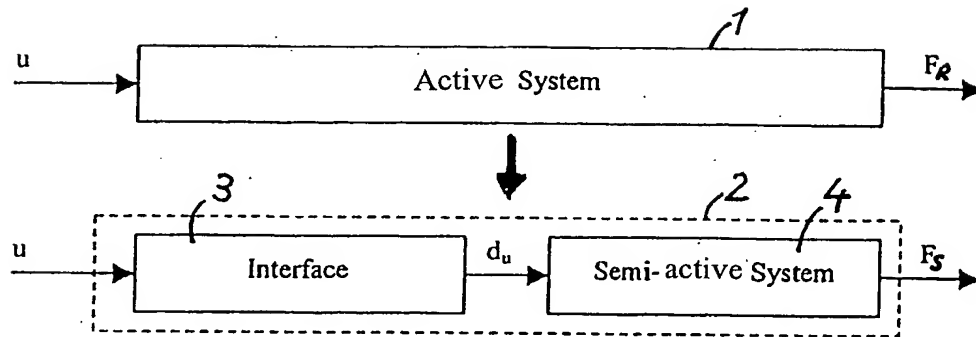 1
u
Active System
F_R
3
2
4
u
Interface
d_u
Semi-active System
F_S